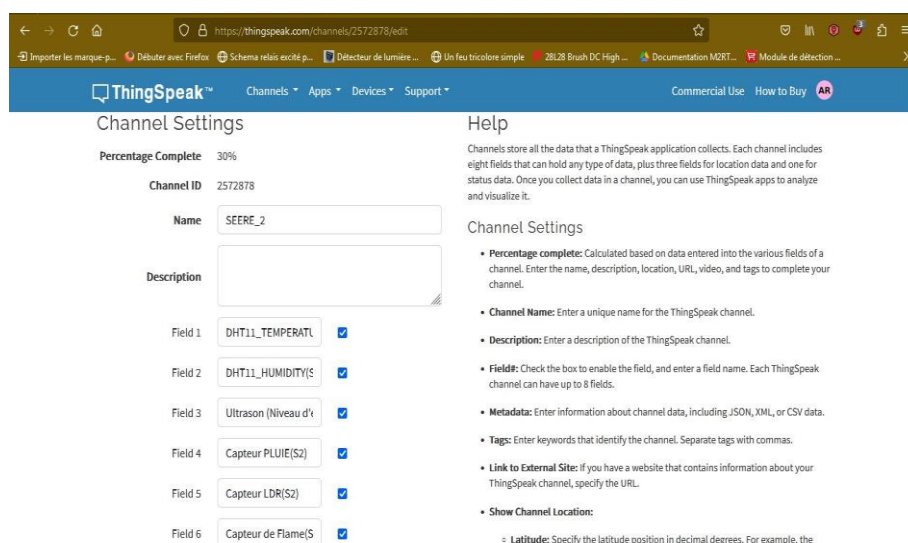 https://thingspeak.com/channels/2572878/edit
3
Importer les marque-p...
Débuter avec Firefox
Schema relais excité p...
Détecteur de lumière ...
Un feu tricolore simple
28L28 Brush DC High ...
Documentation M2RT...
Module de détection ...
ThingSpeak™
Channels
Apps
Devices
Support
Commercial Use
How to Buy
AR
Channel Settings
Percentage Complete 30%
Channel ID 2572878
Name SEERE_2
Description
Field 1 DHT11_TEMPERATU
Field 2 DHT11_HUMIDITY(S
Field 3 Ultrason (Niveau d'e
Field 4 Capteur PLUIE(S2)
Field 5 Capteur LDR(S2)
Field 6 Capteur de Flame(S
Help
Channels store all the data that a ThingSpeak application collects. Each channel includes
eight fields that can hold any type of data, plus three fields for location data and one for
status data. Once you collect data in a channel, you can use ThingSpeak apps to analyze
and visualize it.
Channel Settings
• Percentage complete: Calculated based on data entered into the various fields of a
channel. Enter the name, description, location, URL, video, and tags to complete your
channel.
• Channel Name: Enter a unique name for the ThingSpeak channel.
• Description: Enter a description of the ThingSpeak channel.
• Field#: Check the box to enable the field, and enter a field name. Each ThingSpeak
channel can have up to 8 fields.
• Metadata: Enter information about channel data, including JSON, XML, or CSV data.
• Tags: Enter keywords that identify the channel. Separate tags with commas.
• Link to External Site: If you have a website that contains information about your
ThingSpeak channel, specify the URL.
• Show Channel Location:
◦ Latitude: Specify the latitude position in decimal degrees. For example, the